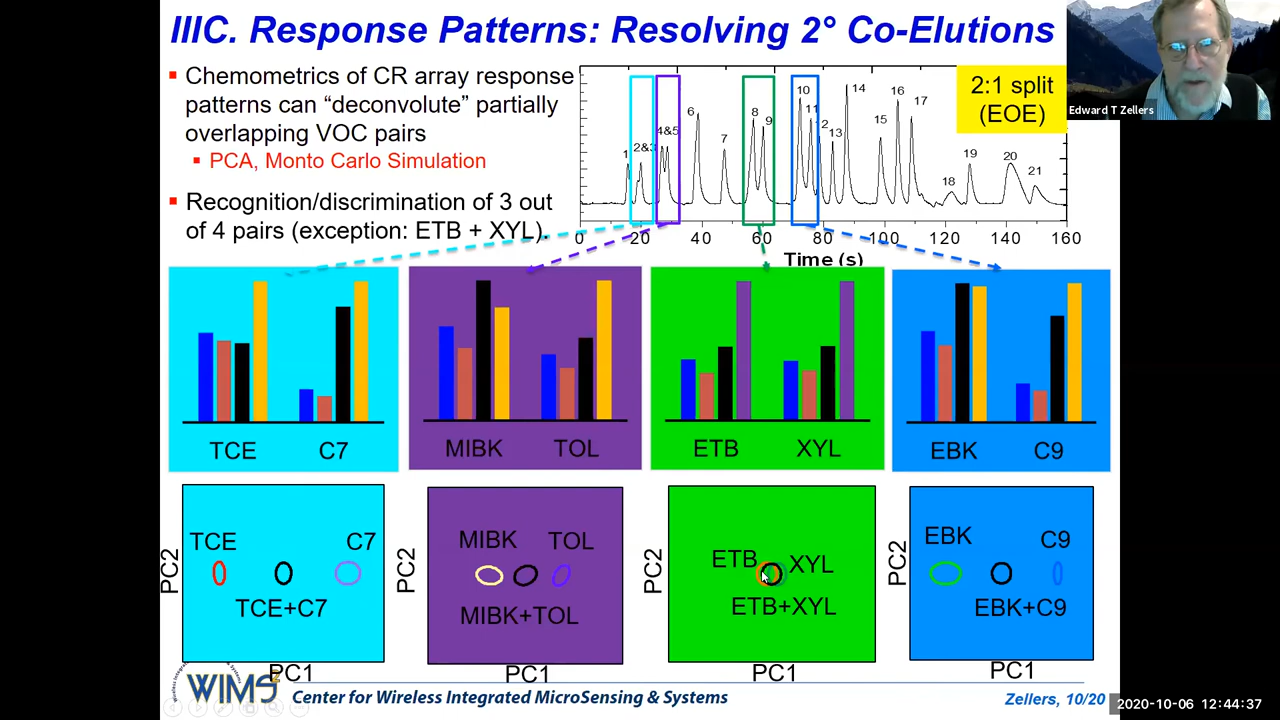 IIIC. Response Patterns: Resolving 2° Co-Elutions
Edward T Zellers
▪ Chemometrics of CR array response
patterns can “deconvolute” partially
overlapping VOC pairs
▪ PCA, Monto Carlo Simulation
▪ Recognition/discrimination of 3 out
of 4 pairs (exception: ETB + XYL).
2:1 split
(EOE)
1 2&3 4&5 6 7 8 9 10 11 12 13 14 15 16 17 18 19 20 21
0 20 40 60 80 100 120 140 160
Time (s)
TCE C7
MIBK TOL
ETB XYL
EBK C9
PC2
TCE C7
TCE+C7
PC1
PC2
MIBK TOL
MIBK+TOL
PC1
PC2
ETB XYL
ETB+XYL
PC1
PC2
EBK C9
EBK+C9
PC1
WIMS Center for Wireless Integrated MicroSensing & Systems
Zellers, 10/20
2020-10-06 12:44:37